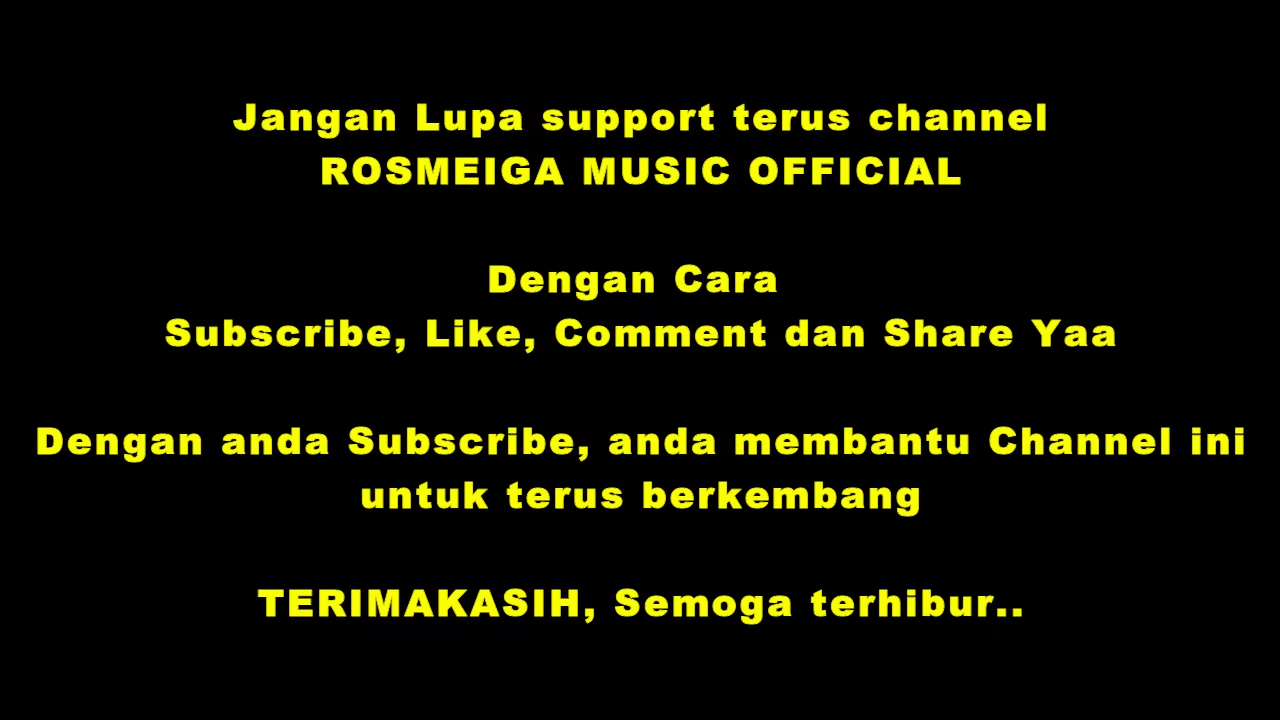 Jangan Lupa support terus channel
ROSMEIGA MUSIC OFFICIAL
Dengan Cara
Subscribe, Like, Comment dan Share Yaa
Dengan anda Subscribe, anda membantu Channel ini
untuk terus berkembang
TERIMAKASIH, Semoga terhibur..